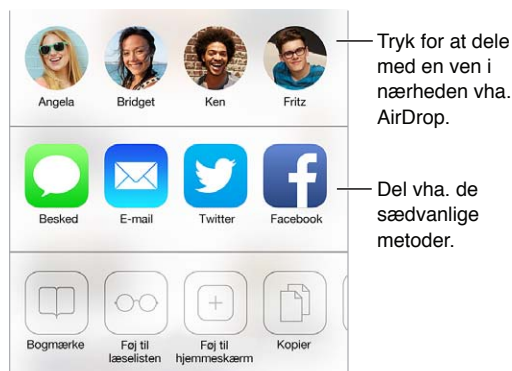 Angela Bridget Ken Fritz
Tryk for at dele
med en ven i
nærheden vha.
AirDrop.
Besked E-mail Twitter Facebook
Del vha. de
sædvanlige
metoder.
Bogmærke Føj til læselisten Føj til hjemmeskærm Kopier